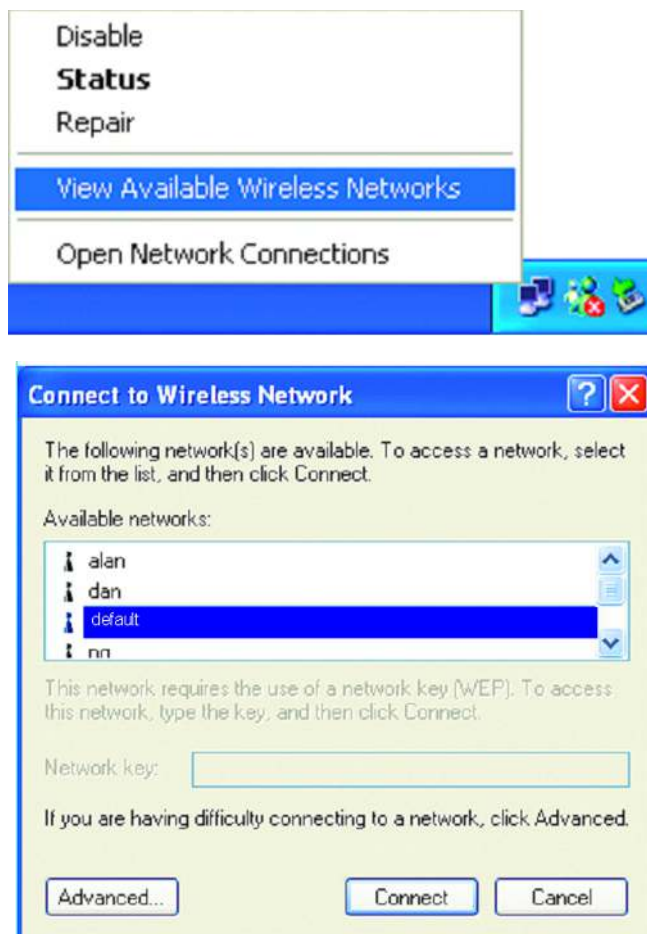 Disable
Status
Repair
View Available Wireless Networks
Open Network Connections
Connect to Wireless Network
The following network(s) are available. To access a network, select
it from the list, and then click Connect.
Available networks:
alan
dan
default
This network requires the use of a network key (WEP). To access
this network, type the key, and then click Connect.
Network key:
If you are having difficulty connecting to a network, click Advanced.
Advanced...
Connect
Cancel